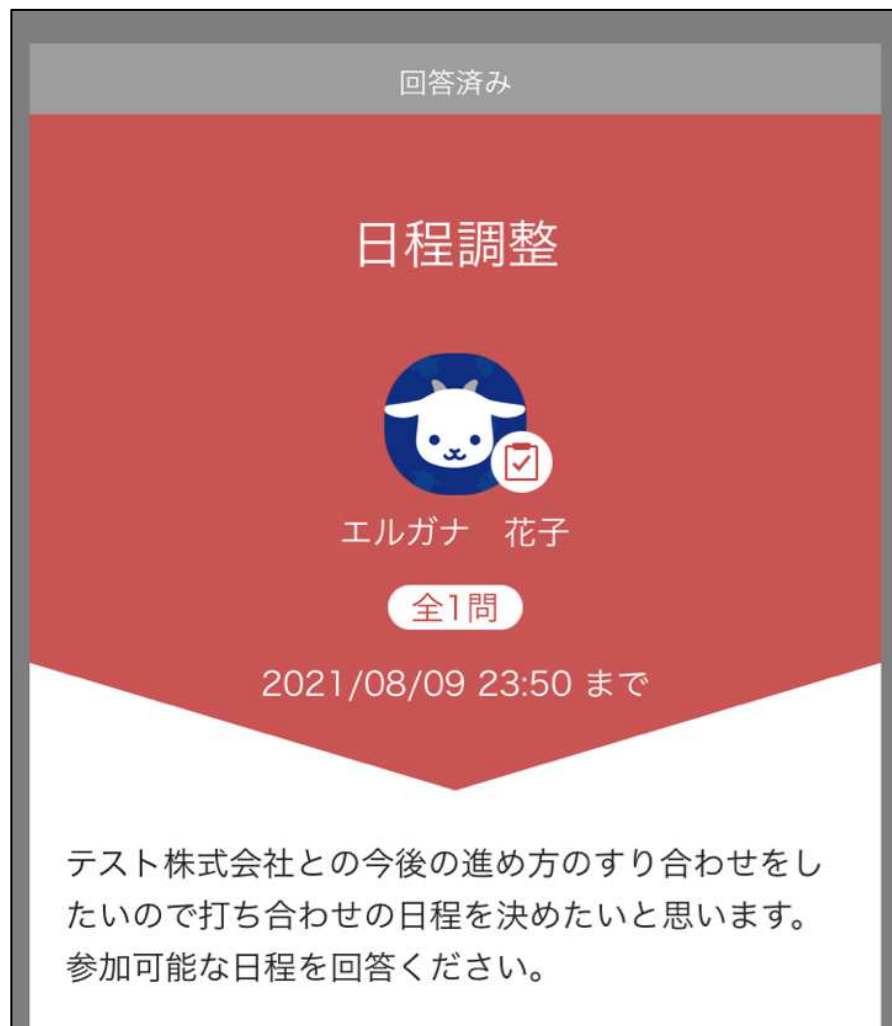 回答済み
日程調整
エルガナ　花子
全1問
2021/08/09 23:50 まで
テスト株式会社との今後の進め方のすり合わせをし
たいので打ち合わせの日程を決めたいと思います。
参加可能な日程を回答ください。